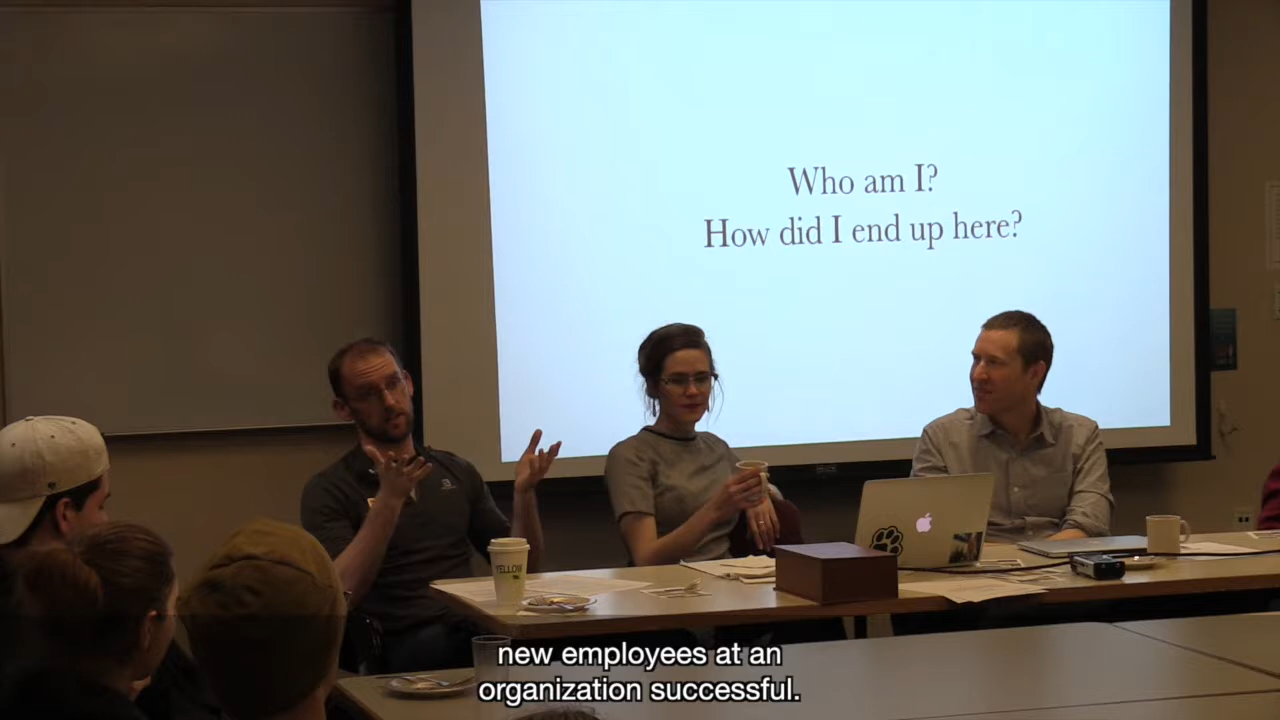 Who am I?
How did I end up here?
YELLOW
new employees at an
organization successful.